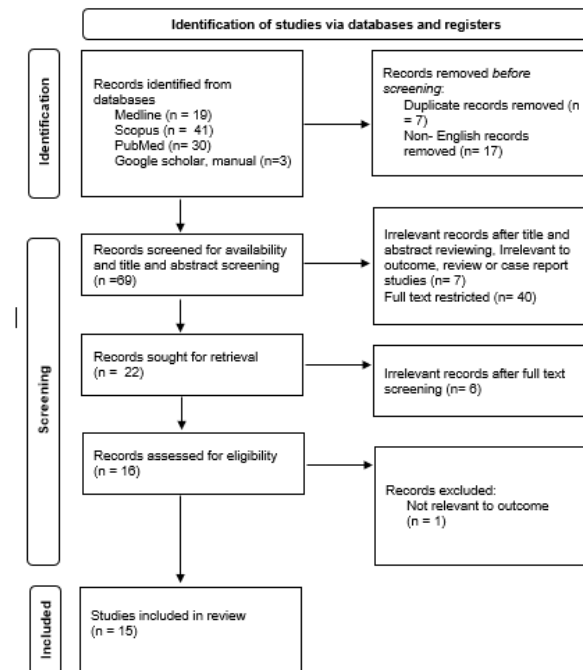 Identification of studies via databases and registers
Identification
Records identified from
databases
Medline (n = 19)
Scopus (n = 41)
PubMed (n= 30)
Google scholar, manual (n=3)
Records removed before
screening:
Duplicate records removed (n
= 7)
Non- English records
removed (n= 17)
Screening
Records screened for availability
and title and abstract screening
(n =69)
Irrelevant records after title and
abstract reviewing, Irrelevant to
outcome, review or case report
studies (n= 7)
Full text restricted (n= 40)
Records sought for retrieval
(n = 22)
Irrelevant records after full text
screening (n= 6)
Records assessed for eligibility
(n = 16)
Records excluded:
Not relevant to outcome
(n = 1)
Included
Studies included in review
(n = 15)